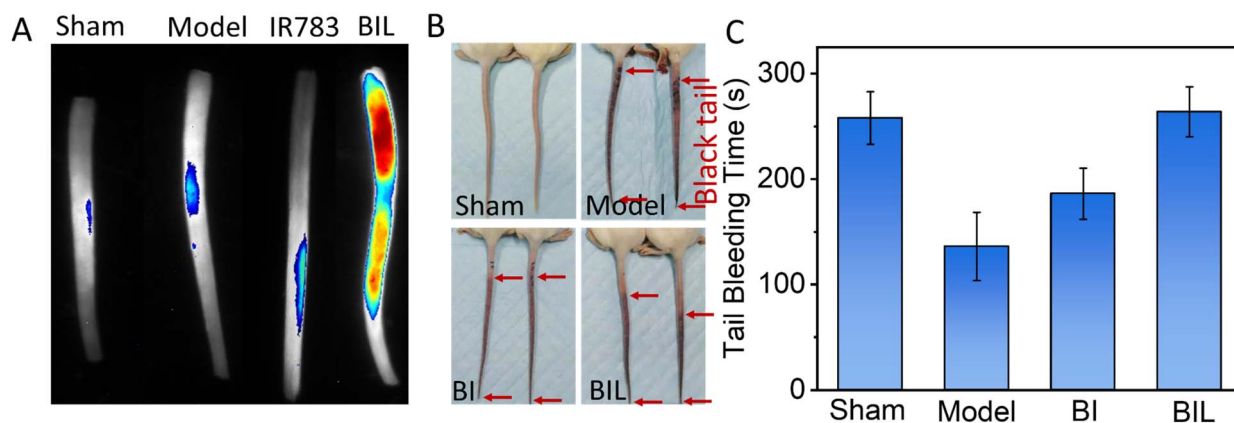 A
Sham Model IR783 BIL
B
Sham
Model
Black tail
BI
BIL
C
Tail Bleeding Time (s)
300
200
100
0
Sham Model BI BIL